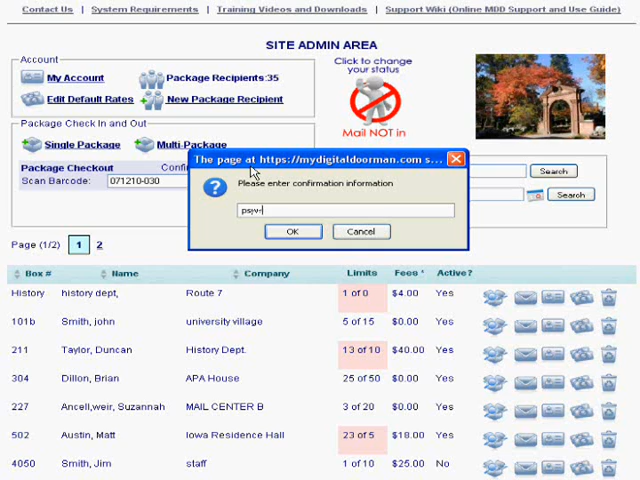 Contact Us | System Requirements | Training Videos and Downloads | Support Wiki (Online MDD Support and Use Guide)
SITE ADMIN AREA
Account
My Account
Package Recipients:35
Edit Default Rates
New Package Recipient
Click to change your status
Mail NOT in
Package Check In and Out
Single Package
Multi-Package
Package Checkout
Scan Barcode:
071210-030
Search
Search
The page at https://mydigitaldoorman.com s...
Please enter confirmation information
OK
Cancel
Page (1/2) 1 2
Box # Name Company Limits Fees * Active?
History history dept, Route 7 1 of 0 $4.00 Yes
101b Smith, john university village 5 of 15 $0.00 Yes
211 Taylor, Duncan History Dept. 13 of 10 $40.00 Yes
304 Dillon, Brian APA House 25 of 50 $0.00 Yes
227 Ancell,weir, Suzannah MAIL CENTER B 3 of 20 $0.00 Yes
502 Austin, Matt Iowa Residence Hall 23 of 5 $18.00 Yes
4050 Smith, Jim staff 1 of 10 $25.00 No